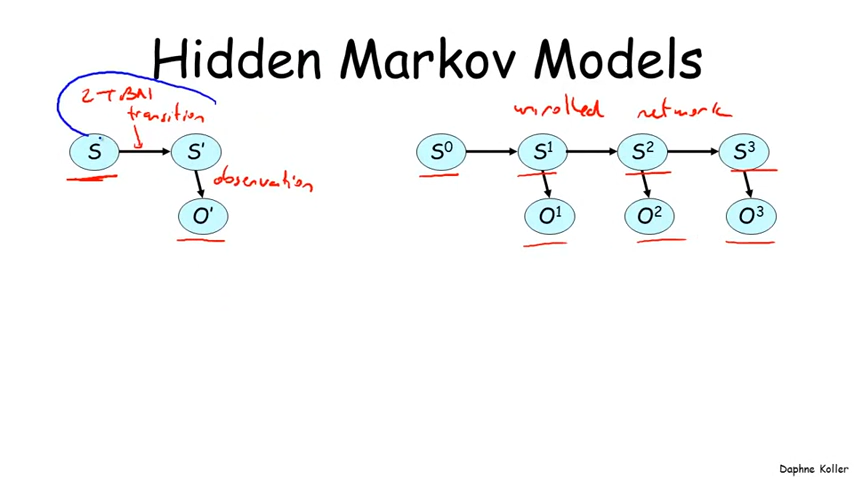 Hidden Markov Models
2-TBN
transition
unrolled network
S
S'
S⁰
S¹
S²
S³
observation
O'
O¹
O²
O³
Daphne Koller